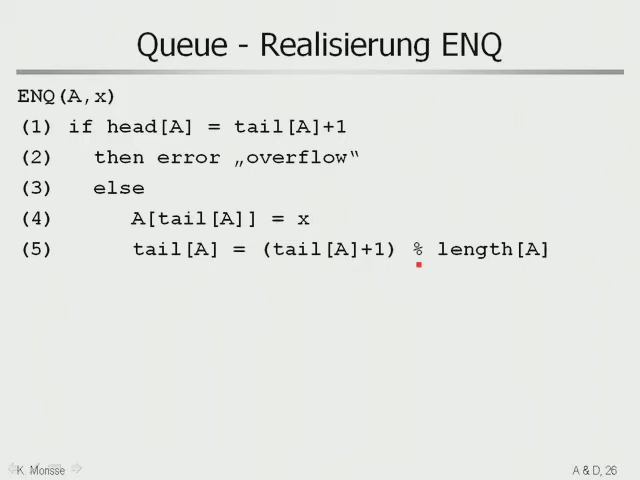 Queue - Realisierung ENQ
ENQ(A,x)
(1) if head[A] = tail[A]+1
(2) then error „overflow“
(3) else
(4) A[tail[A]] = x
(5) tail[A] = (tail[A]+1) % length[A]
K. Morisse
A & D, 26